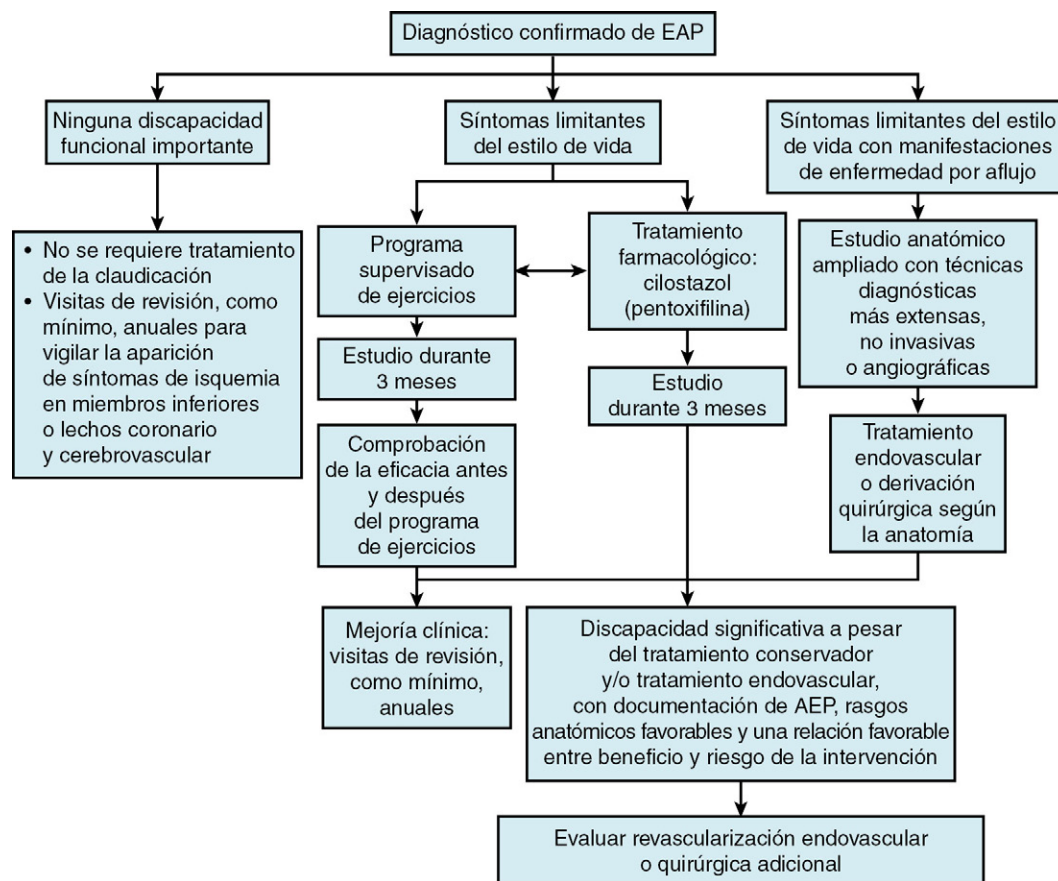 Diagnóstico confirmado de EAP
Ninguna discapacidad
funcional importante
Síntomas limitantes
del estilo de vida
Síntomas limitantes del estilo
de vida con manifestaciones
de enfermedad por aflujo
• No se requiere tratamiento
de la claudicación
• Visitas de revisión, como
mínimo, anuales para
vigilar la aparición
de síntomas de isquemia
en miembros inferiores
o lechos coronario
y cerebrovascular
Programa
supervisado
de ejercicios
Tratamiento
farmacológico:
cilostazol
(pentoxifilina)
Estudio anatómico
ampliado con técnicas
diagnósticas
más extensas,
no invasivas
o angiográficas
Estudio durante
3 meses
Estudio
durante 3 meses
Comprobación
de la eficacia antes
y después
del programa
de ejercicios
Tratamiento
endovascular
o derivación
quirúrgica según
la anatomía
Mejoría clínica:
visitas de revisión,
como mínimo,
anuales
Discapacidad significativa a pesar
del tratamiento conservador
y/o tratamiento endovascular,
con documentación de AEP, rasgos
anatómicos favorables y una relación favorable
entre beneficio y riesgo de la intervención
Evaluar revascularización endovascular
o quirúrgica adicional